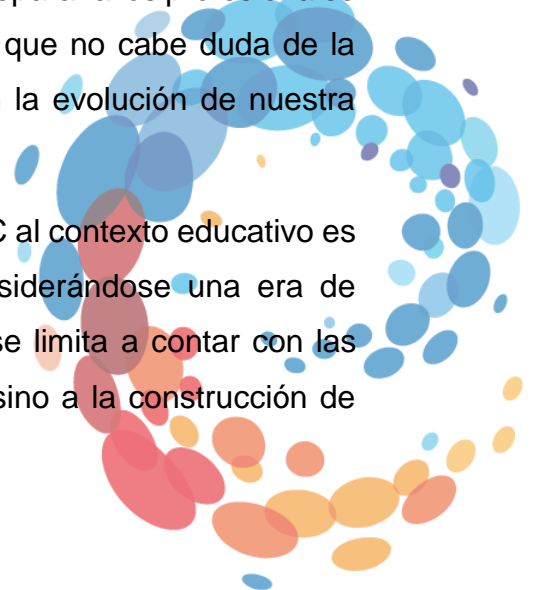 que no cabe duda de la
la evolución de nuestra
al contexto educativo es
siderándose una era de
se limita a contar con las
sino a la construcción de